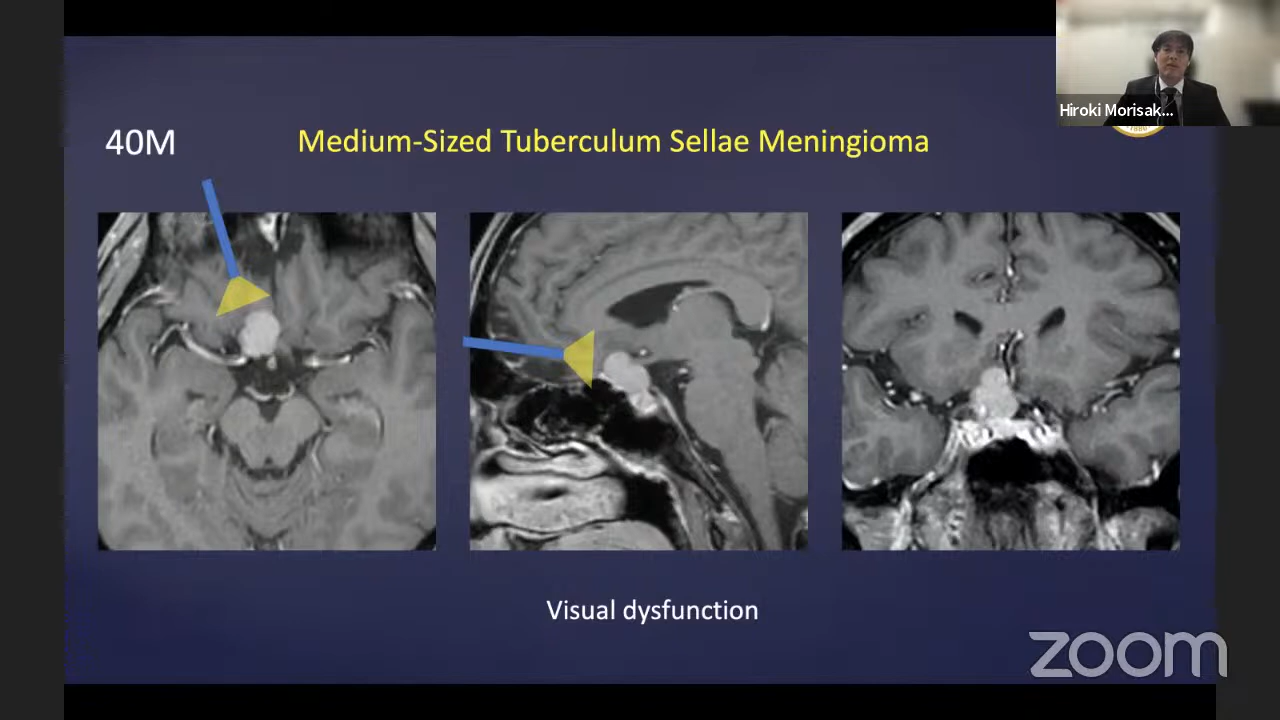 Hiroki Morisak...
40M
Medium-Sized Tuberculum Sellae Meningioma
Visual dysfunction
zoom